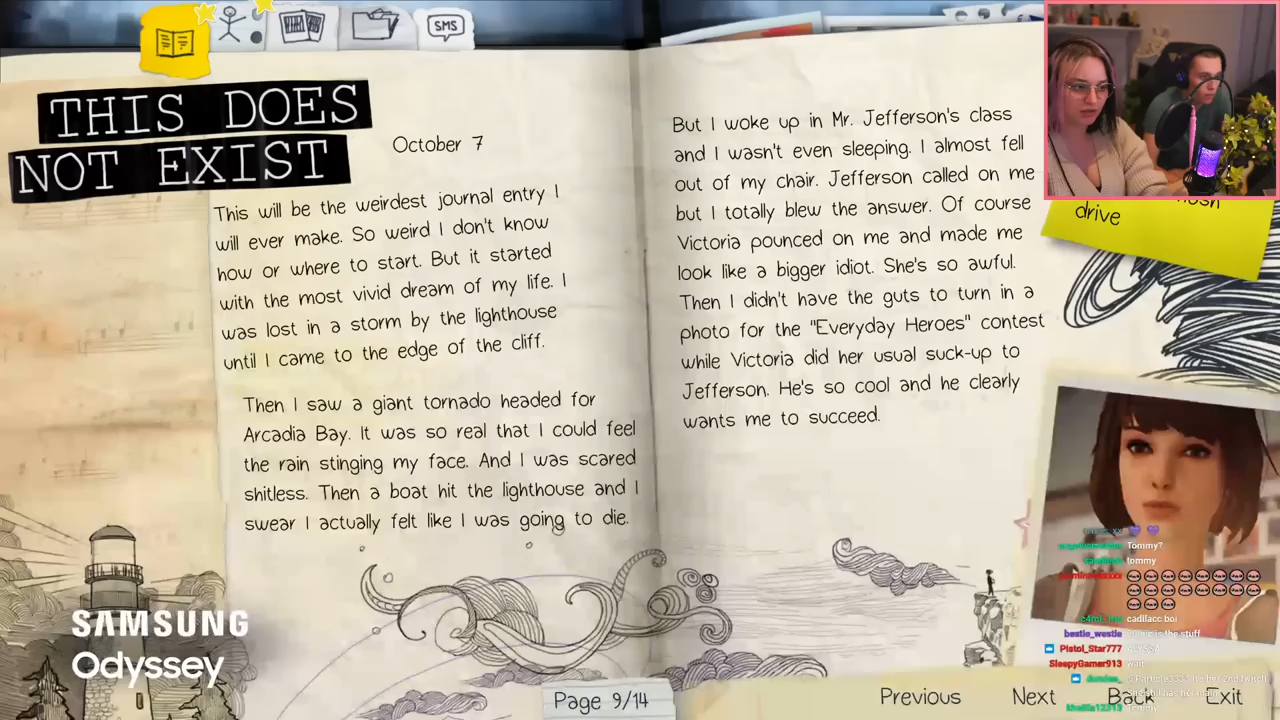 SMS
THIS DOES
NOT EXIST
October 7
This will be the weirdest journal entry I
will ever make. So weird I don't know
how or where to start. But it started
with the most vivid dream of my life. I
was lost in a storm by the lighthouse
until I came to the edge of the cliff.
Then I saw a giant tornado headed for
Arcadia Bay. It was so real that I could feel
the rain stinging my face. And I was scared
shitless. Then a boat hit the lighthouse and I
swear I actually felt like I was going to die.
But I woke up in Mr. Jefferson's class
and I wasn't even sleeping. I almost fell
out of my chair. Jefferson called on me
but I totally blew the answer. Of course
Victoria pounced on me and made me
look like a bigger idiot. She's so awful.
Then I didn't have the guts to turn in a
photo for the "Everyday Heroes" contest
while Victoria did her usual suck-up to
Jefferson. He's so cool and he clearly
wants me to succeed.
drive
SAMSUNG
Odyssey
Tommy?
tommy
cadilacc boi
bestie_westie is the stuff
Pistol_Star777
SleepyGamer913 wait
Page 9/14
Previous
Next
Back
Exit